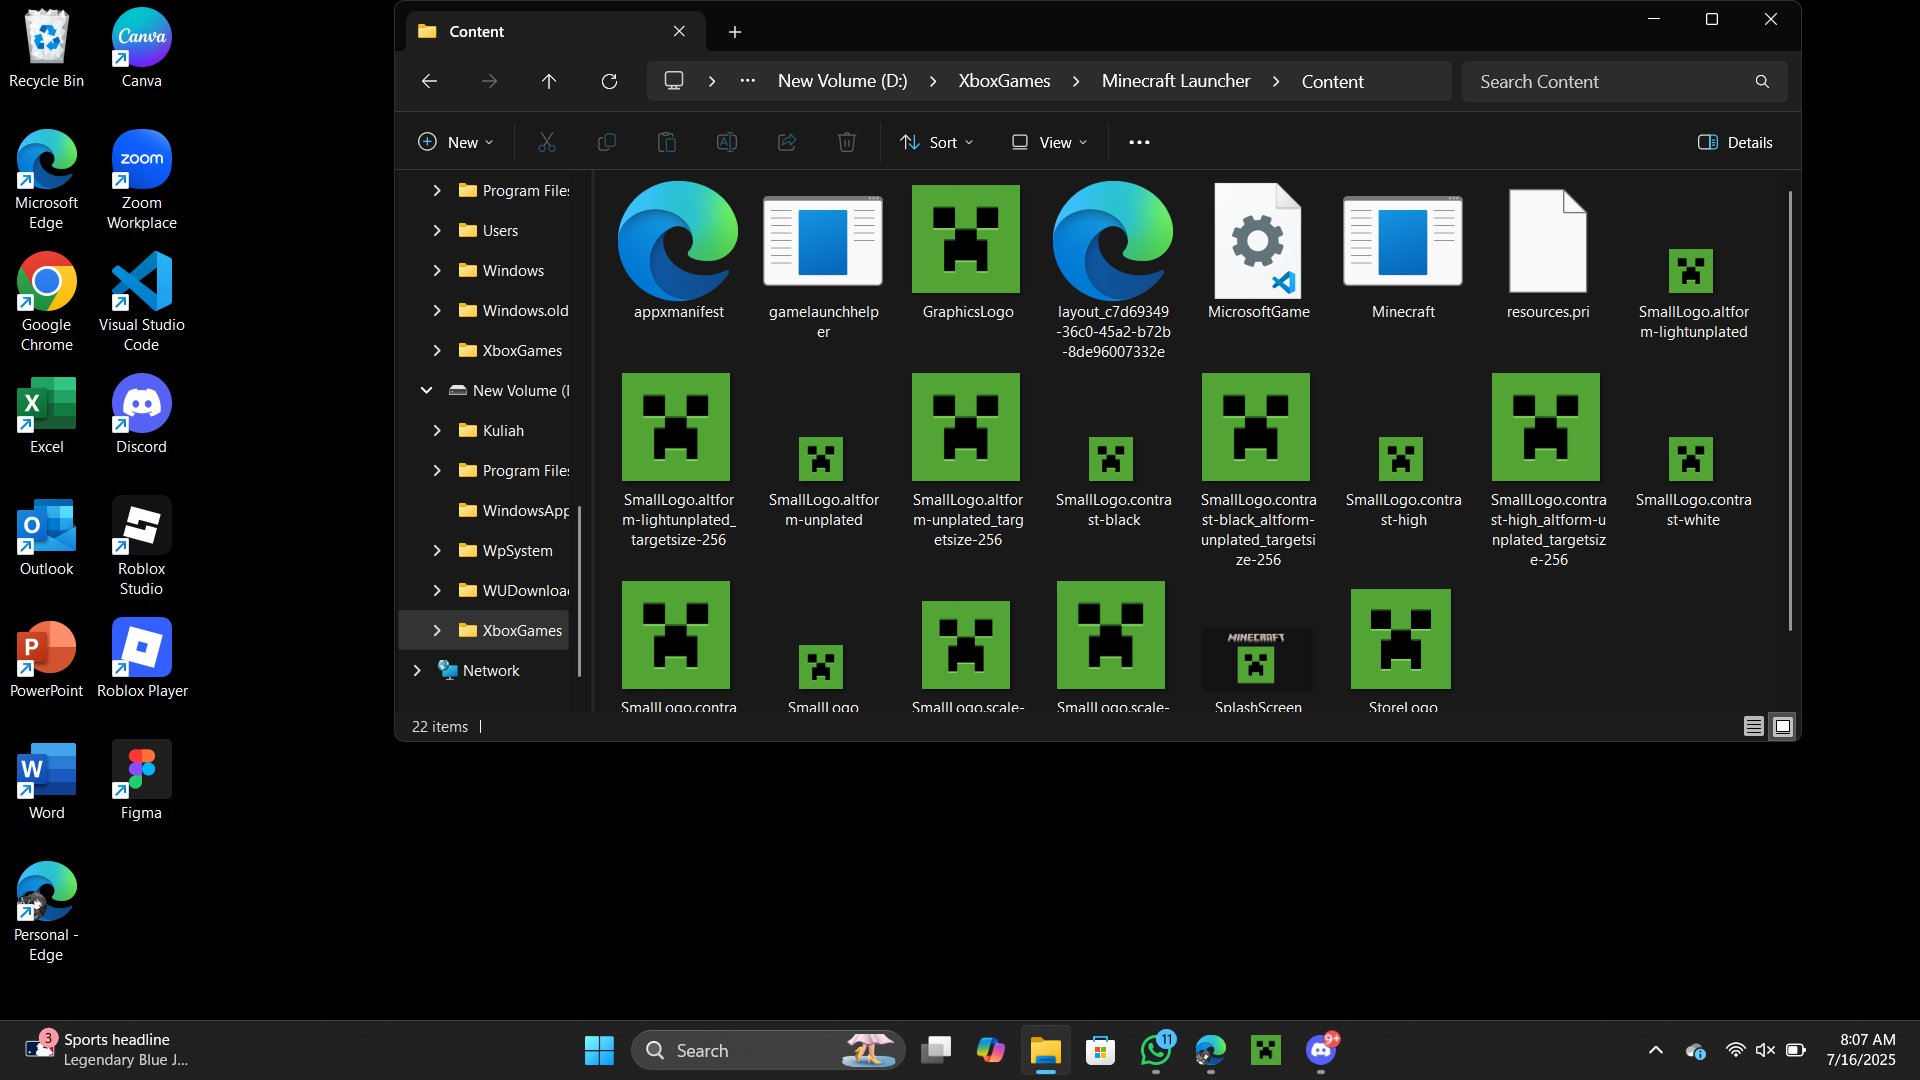 Recycle Bin
Canva
Canva
Microsoft
Edge
zoom
Zoom
Workplace
Google
Chrome
Visual Studio
Code
X
Excel
Discord
O
Outlook
Roblox
Studio
P
PowerPoint
Roblox Player
W
Word
Figma
Personal -
Edge
Content
New Volume (D:)
XboxGames
Minecraft Launcher
Content
Search Content
New
Sort
View
Details
Program Files
Users
Windows
Windows.old
XboxGames
New Volume (
Kuliah
Program Files
WindowsApp
WpSystem
WUDownloa
XboxGames
Network
appxmanifest
gamelaunchhelp
er
GraphicsLogo
layout_c7d69349
-36c0-45a2-b72b
-8de96007332e
MicrosoftGame
Minecraft
resources.pri
SmallLogo.altfor
m-lightunplated
SmallLogo.altfor
m-lightunplated_
targetsize-256
SmallLogo.altfor
m-unplated
SmallLogo.altfor
m-unplated_targ
etsize-256
SmallLogo.contra
st-black
SmallLogo.contra
st-black_altform-
unplated_targetsi
ze-256
SmallLogo.contra
st-high
SmallLogo.contra
st-high_altform-u
nplated_targetsiz
e-256
SmallLogo.contra
st-white
SmallLogo.contra
SmallLogo
SmallLogo.scale-
SmallLogo.scale-
MINECRAFT
SplashScreen
StoreLogo
22 items
3
Sports headline
Legendary Blue J...
Search
11
9+
8:07 AM
7/16/2025